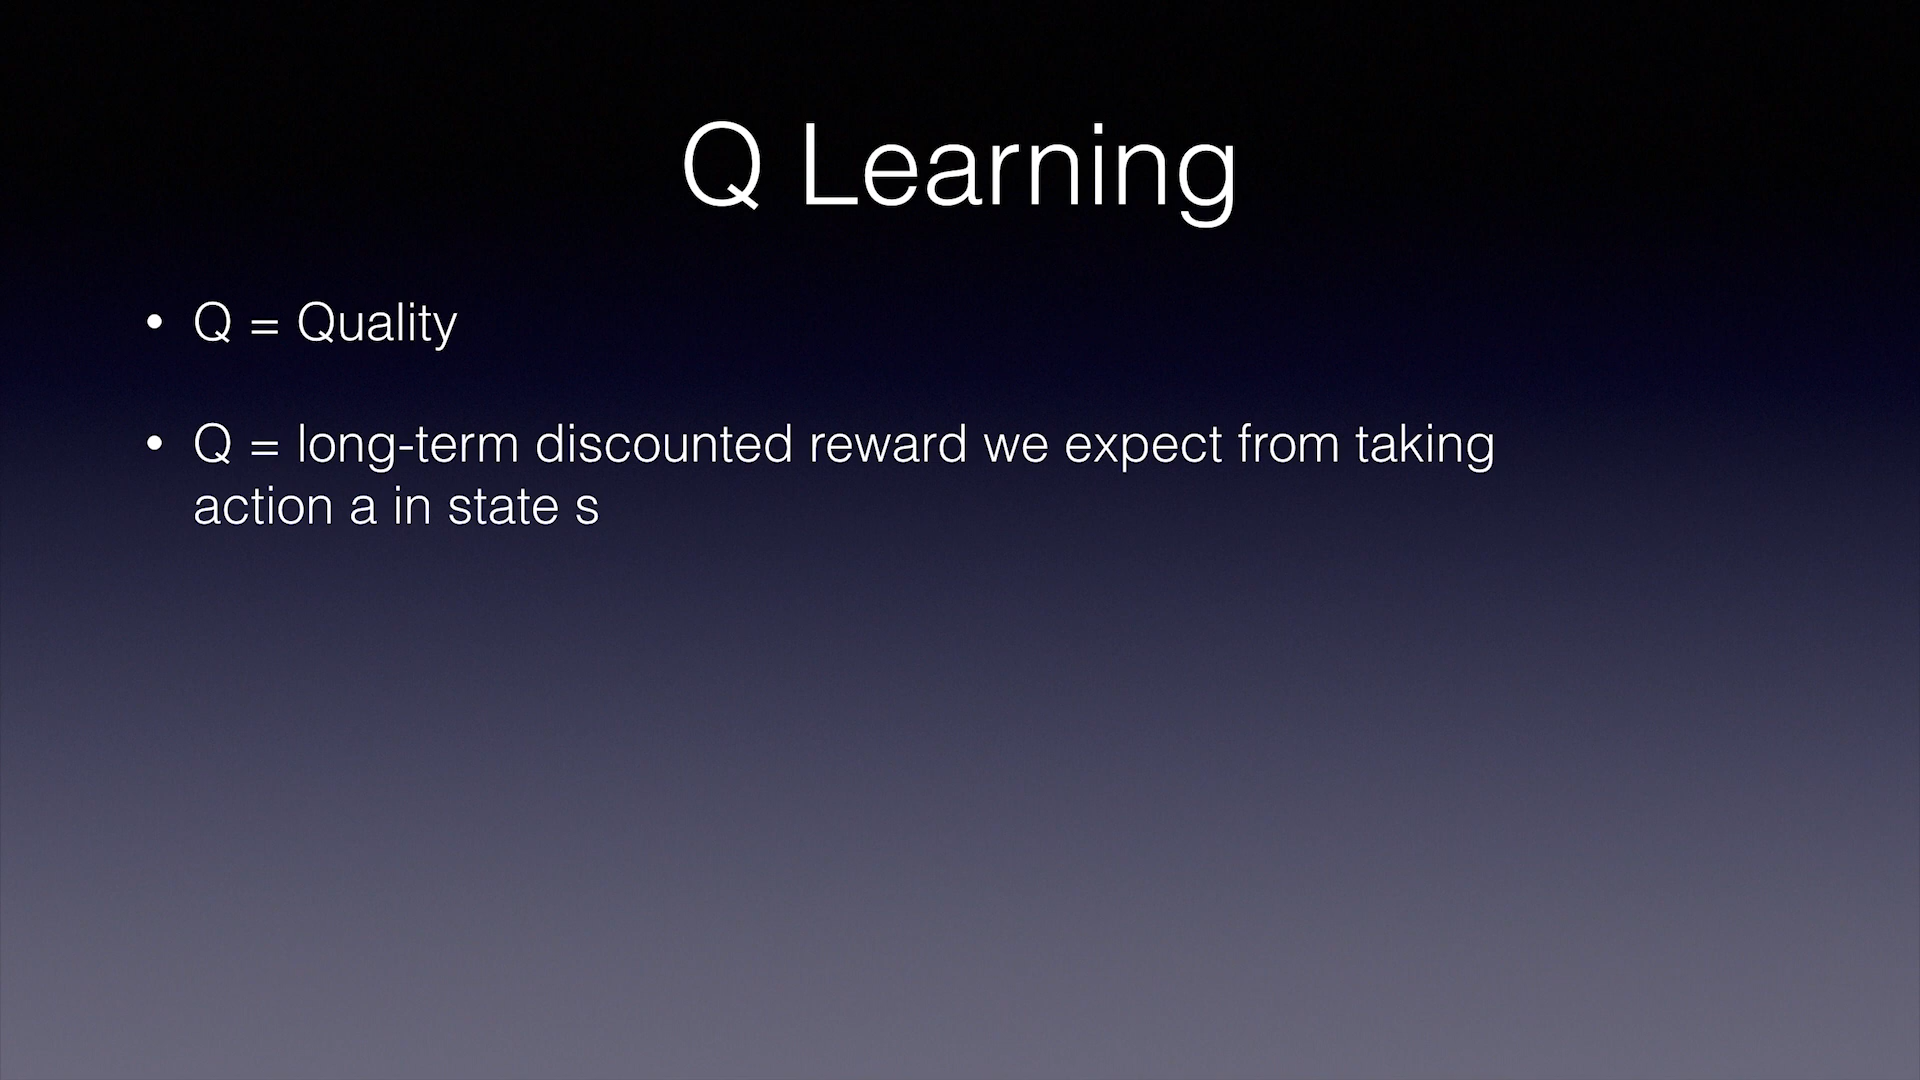 Q Learning
• Q = Quality
• Q = long-term discounted reward we expect from taking
action a in state s